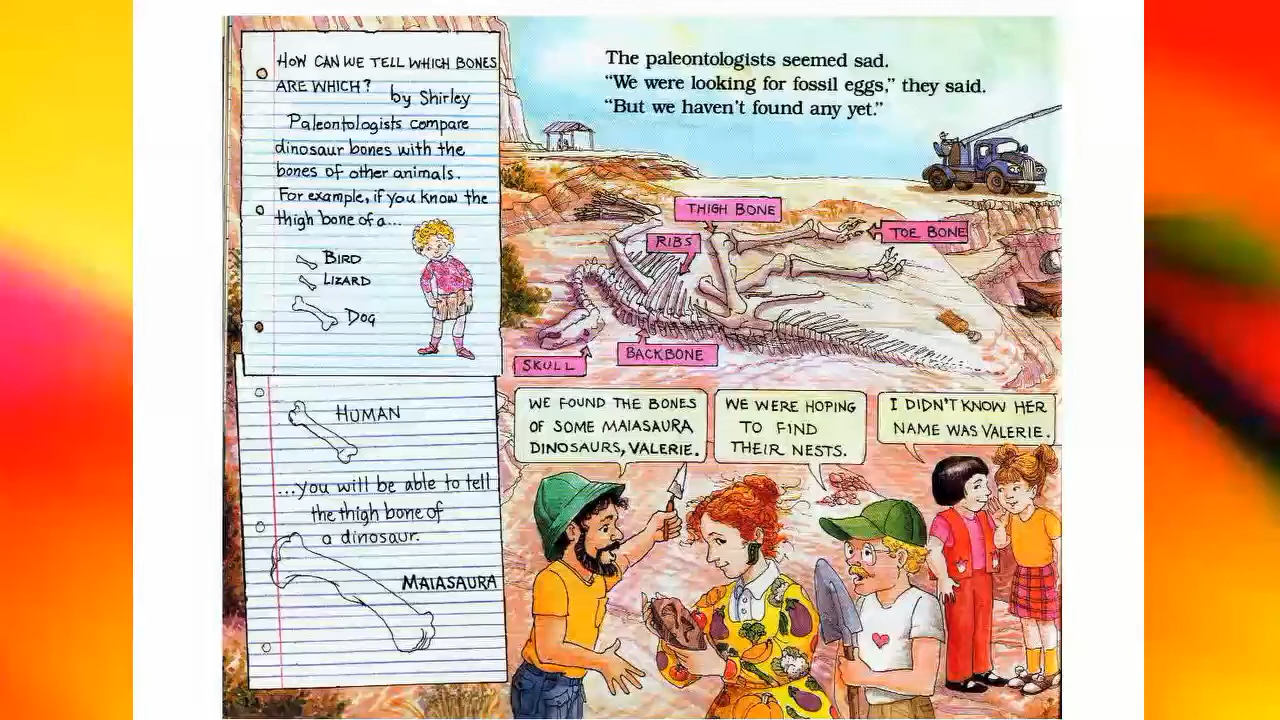 HOW CAN WE TELL WHICH BONES
ARE WHICH?
by Shirley
Paleontologists compare
dinosaur bones with the
bones of other animals.
For example, if you know the
thigh bone of a...
BIRD
LIZARD
DOG
HUMAN
...you will be able to tell
the thigh bone of
a dinosaur.
MAIASAURA
The paleontologists seemed sad.
“We were looking for fossil eggs,” they said.
“But we haven't found any yet.”
THIGH BONE
RIBS
TOE BONE
BACKBONE
SKULL
WE FOUND THE BONES
OF SOME MAIASAURA
DINOSAURS, VALERIE.
WE WERE HOPING
TO FIND
THEIR NESTS.
I DIDN'T KNOW HER
NAME WAS VALERIE.